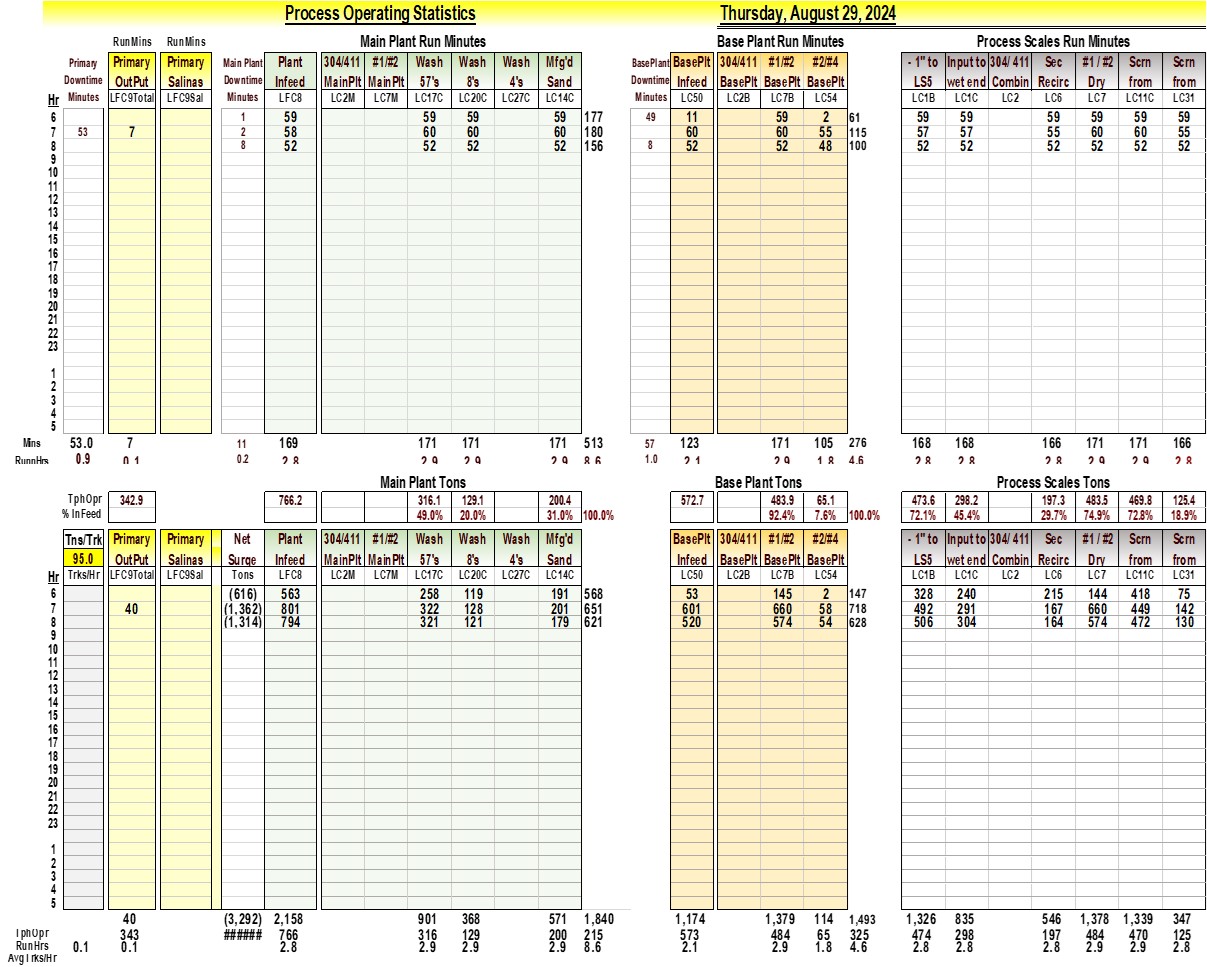 Process Operating Statistics Thursday, August 29, 2024
RunMins RunMins Main Plant Run Minutes Base Plant Run Minutes Process Scales Run Minutes
Primary Primary Primary Main Plant Plant 304/411 #1/#2 Wash Wash Wash Mfg'd BasePlant BasePlt 304/411 #1/#2 #2/#4 - 1" to Input to 304/ 411 Sec #1 / #2 Scrn Scrn
Downtime OutPut Salinas Downtime Infeed MainPlt MainPlt 57's 8's 4's Sand Downtime Infeed BasePlt BasePlt BasePlt LS5 wet end Combin Recirc Dry from from
Hr Minutes LFC9Total LFC9Sal Minutes LFC8 LC2M LC7M LC17C LC20C LC27C LC14C Minutes LC50 LC2B LC7B LC54 LC1B LC1C LC2 LC6 LC7 LC11C LC31
6 1 59 59 59 59 177 49 11 59 2 61 59 59 59 59 59 59
7 53 7 2 58 60 60 60 180 60 60 55 115 57 57 55 60 60 55
8 8 52 52 52 52 156 8 52 52 48 100 52 52 52 52 52 52
9
10
11
12
13
14
15
16
17
18
19
20
21
22
23
1
2
3
4
5
Mins 53.0 7 11 169 171 171 171 513 57 123 171 105 276 168 168 166 171 171 166
RunnHrs 0.9 0.1 0.2 2.8 2.9 2.9 2.9 8.6 1.0 2.1 2.9 1.8 4.6 2.8 2.8 2.8 2.9 2.9 2.8
Main Plant Tons Base Plant Tons Process Scales Tons
TphOpr 342.9 766.2 316.1 129.1 200.4 572.7 483.9 65.1 473.6 298.2 197.3 483.5 469.8 125.4
% InFeed 49.0% 20.0% 31.0% 100.0% 92.4% 7.6% 100.0% 72.1% 45.4% 29.7% 74.9% 72.8% 18.9%
Tns/Trk Primary Primary Net Plant 304/411 #1/#2 Wash Wash Wash Mfg'd BasePlt 304/411 #1/#2 #2/#4 - 1" to Input to 304/ 411 Sec #1 / #2 Scrn Scrn
95.0 OutPut Salinas Surge Infeed MainPlt MainPlt 57's 8's 4's Sand Infeed BasePlt BasePlt BasePlt LS5 wet end Combin Recirc Dry from from
Hr Trks/Hr LFC9Total LFC9Sal Tons LFC8 LC2M LC7M LC17C LC20C LC27C LC14C LC50 LC2B LC7B LC54 LC1B LC1C LC2 LC6 LC7 LC11C LC31
6 (616) 563 258 119 191 568 53 145 2 147 328 240 215 144 418 75
7 40 (1,362) 801 322 128 201 651 601 660 58 718 492 291 167 660 449 142
8 (1,314) 794 321 121 179 621 520 574 54 628 506 304 164 574 472 130
9
10
11
12
13
14
15
16
17
18
19
20
21
22
23
1
2
3
4
5
40 (3,292) 2,158 901 368 571 1,840 1,174 1,379 114 1,493 1,326 835 546 1,378 1,339 347
TphOpr 343 ###### 766 316 129 200 215 573 484 65 325 474 298 197 484 470 125
RunHrs 0.1 0.1 2.8 2.9 2.9 2.9 8.6 2.1 2.9 1.8 4.6 2.8 2.8 2.8 2.9 2.9 2.8
AvgTrks/Hr